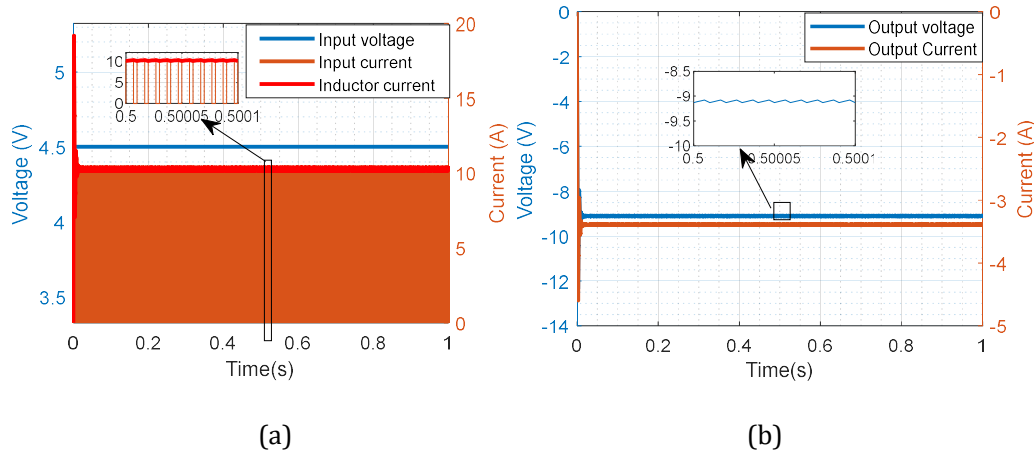 Input voltage
Input current
Inductor current
5
4.5
4
3.5
Voltage (V)
20
15
10
5
0
Current (A)
0 0.2 0.4 0.6 0.8 1
Time(s)
10
5
0
0.5 0.50005 0.5001
(a)
Output voltage
Output Current
0
-2
-4
-6
-8
-10
-12
-14
Voltage (V)
0
-1
-2
-3
-4
-5
Current (A)
0 0.2 0.4 0.6 0.8 1
Time(s)
-8.5
-9
-9.5
-10
0.5 0.50005 0.5001
(b)